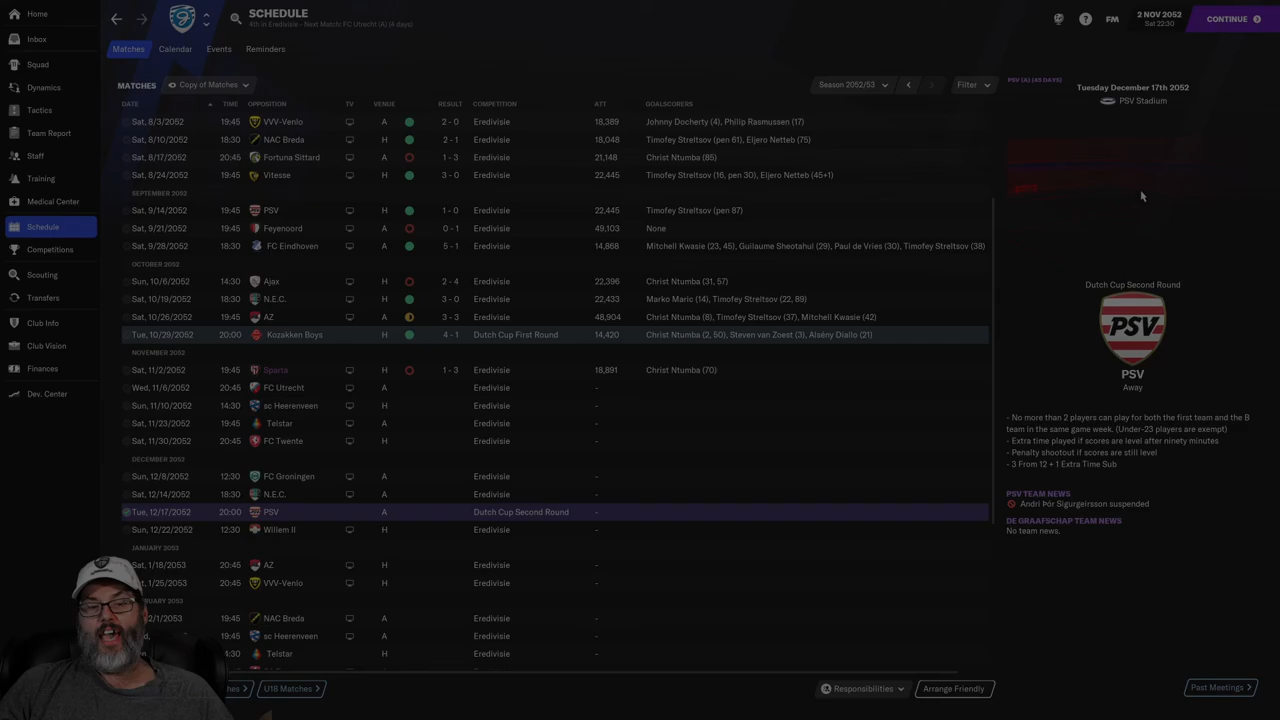 Home
Inbox
Squad
Dynamics
Tactics
Team Report
Staff
Training
Medical Center
Schedule
Competitions
Scouting
Transfers
Club Info
Club Vision
Finances
Dev. Center
SCHEDULE
4th in Eredivisie - Next Match: FC Utrecht (A) (4 days)
FM
2 NOV 2052
Sat 22:30
CONTINUE
Matches Calendar Events Reminders
MATCHES Copy of Matches Season 2052/53 Filter
DATE TIME OPPOSITION TV VENUE RESULT COMPETITION ATT GOALSCORERS
Sat, 8/3/2052 19:45 VVV-Venlo A 2 - 0 Eredivisie 18,389 Johnny Docherty (4), Philip Rasmussen (17)
Sat, 8/10/2052 18:30 NAC Breda H 2 - 1 Eredivisie 18,048 Timofey Streltsov (pen 61), Eljero Netteb (75)
Sat, 8/17/2052 20:45 Fortuna Sittard A 1 - 3 Eredivisie 21,148 Christ Ntumba (85)
Sat, 8/24/2052 19:45 Vitesse H 3 - 0 Eredivisie 22,445 Timofey Streltsov (16, pen 30), Eljero Netteb (45+1)
SEPTEMBER 2052
Sat, 9/14/2052 19:45 PSV H 1 - 0 Eredivisie 22,445 Timofey Streltsov (pen 87)
Sat, 9/21/2052 19:45 Feyenoord A 0 - 1 Eredivisie 49,103 None
Sat, 9/28/2052 18:30 FC Eindhoven A 5 - 1 Eredivisie 14,868 Mitchell Kwasie (23, 45), Guilaume Sheotahul (29), Paul de Vries (30), Timofey Streltsov (38)
OCTOBER 2052
Sun, 10/6/2052 14:30 Ajax H 2 - 4 Eredivisie 22,396 Christ Ntumba (31, 57)
Sat, 10/19/2052 18:30 N.E.C. H 3 - 0 Eredivisie 22,433 Marko Maric (14), Timofey Streltsov (22, 89)
Sat, 10/26/2052 19:45 AZ A 3 - 3 Eredivisie 48,904 Christ Ntumba (8), Timofey Streltsov (37), Mitchell Kwasie (42)
Tue, 10/29/2052 20:00 Kozakken Boys H 4 - 1 Dutch Cup First Round 14,420 Christ Ntumba (2, 50), Steven van Zoest (3), Alsény Diallo (21)
NOVEMBER 2052
Sat, 11/2/2052 19:45 Sparta H 1 - 3 Eredivisie 18,891 Christ Ntumba (70)
Wed, 11/6/2052 20:45 FC Utrecht A Eredivisie -
Sun, 11/10/2052 14:30 sc Heerenveen H Eredivisie -
Sat, 11/23/2052 19:45 Telstar A Eredivisie -
Sat, 11/30/2052 20:45 FC Twente H Eredivisie -
DECEMBER 2052
Sun, 12/8/2052 12:30 FC Groningen A Eredivisie -
Sat, 12/14/2052 18:30 N.E.C. A Eredivisie -
Tue, 12/17/2052 20:00 PSV A Dutch Cup Second Round -
Sun, 12/22/2052 12:30 Willem II H Eredivisie -
JANUARY 2053
Sat, 1/18/2053 20:45 AZ H Eredivisie -
t, 1/25/2053 20:45 VVV-Venlo H Eredivisie -
RUARY 2053
2/1/2053 20:45 NAC Breda A Eredivisie -
19:45 sc Heerenveen A Eredivisie -
4:30 Telstar H Eredivisie -
hes U18 Matches Responsibilities Arrange Friendly
PSV (A) (45 DAYS)
Tuesday December 17th 2052
PSV Stadium
Dutch Cup Second Round
PSV
PSV
Away
- No more than 2 players can play for both the first team and the B
team in the same game week. (Under-23 players are exempt)
- Extra time played if scores are level after ninety minutes
- Penalty shootout if scores are still level
- 3 From 12 + 1 Extra Time Sub
PSV TEAM NEWS
Andri Þór Sigurgeirsson suspended
DE GRAAFSCHAP TEAM NEWS
No team news.
Past Meetings